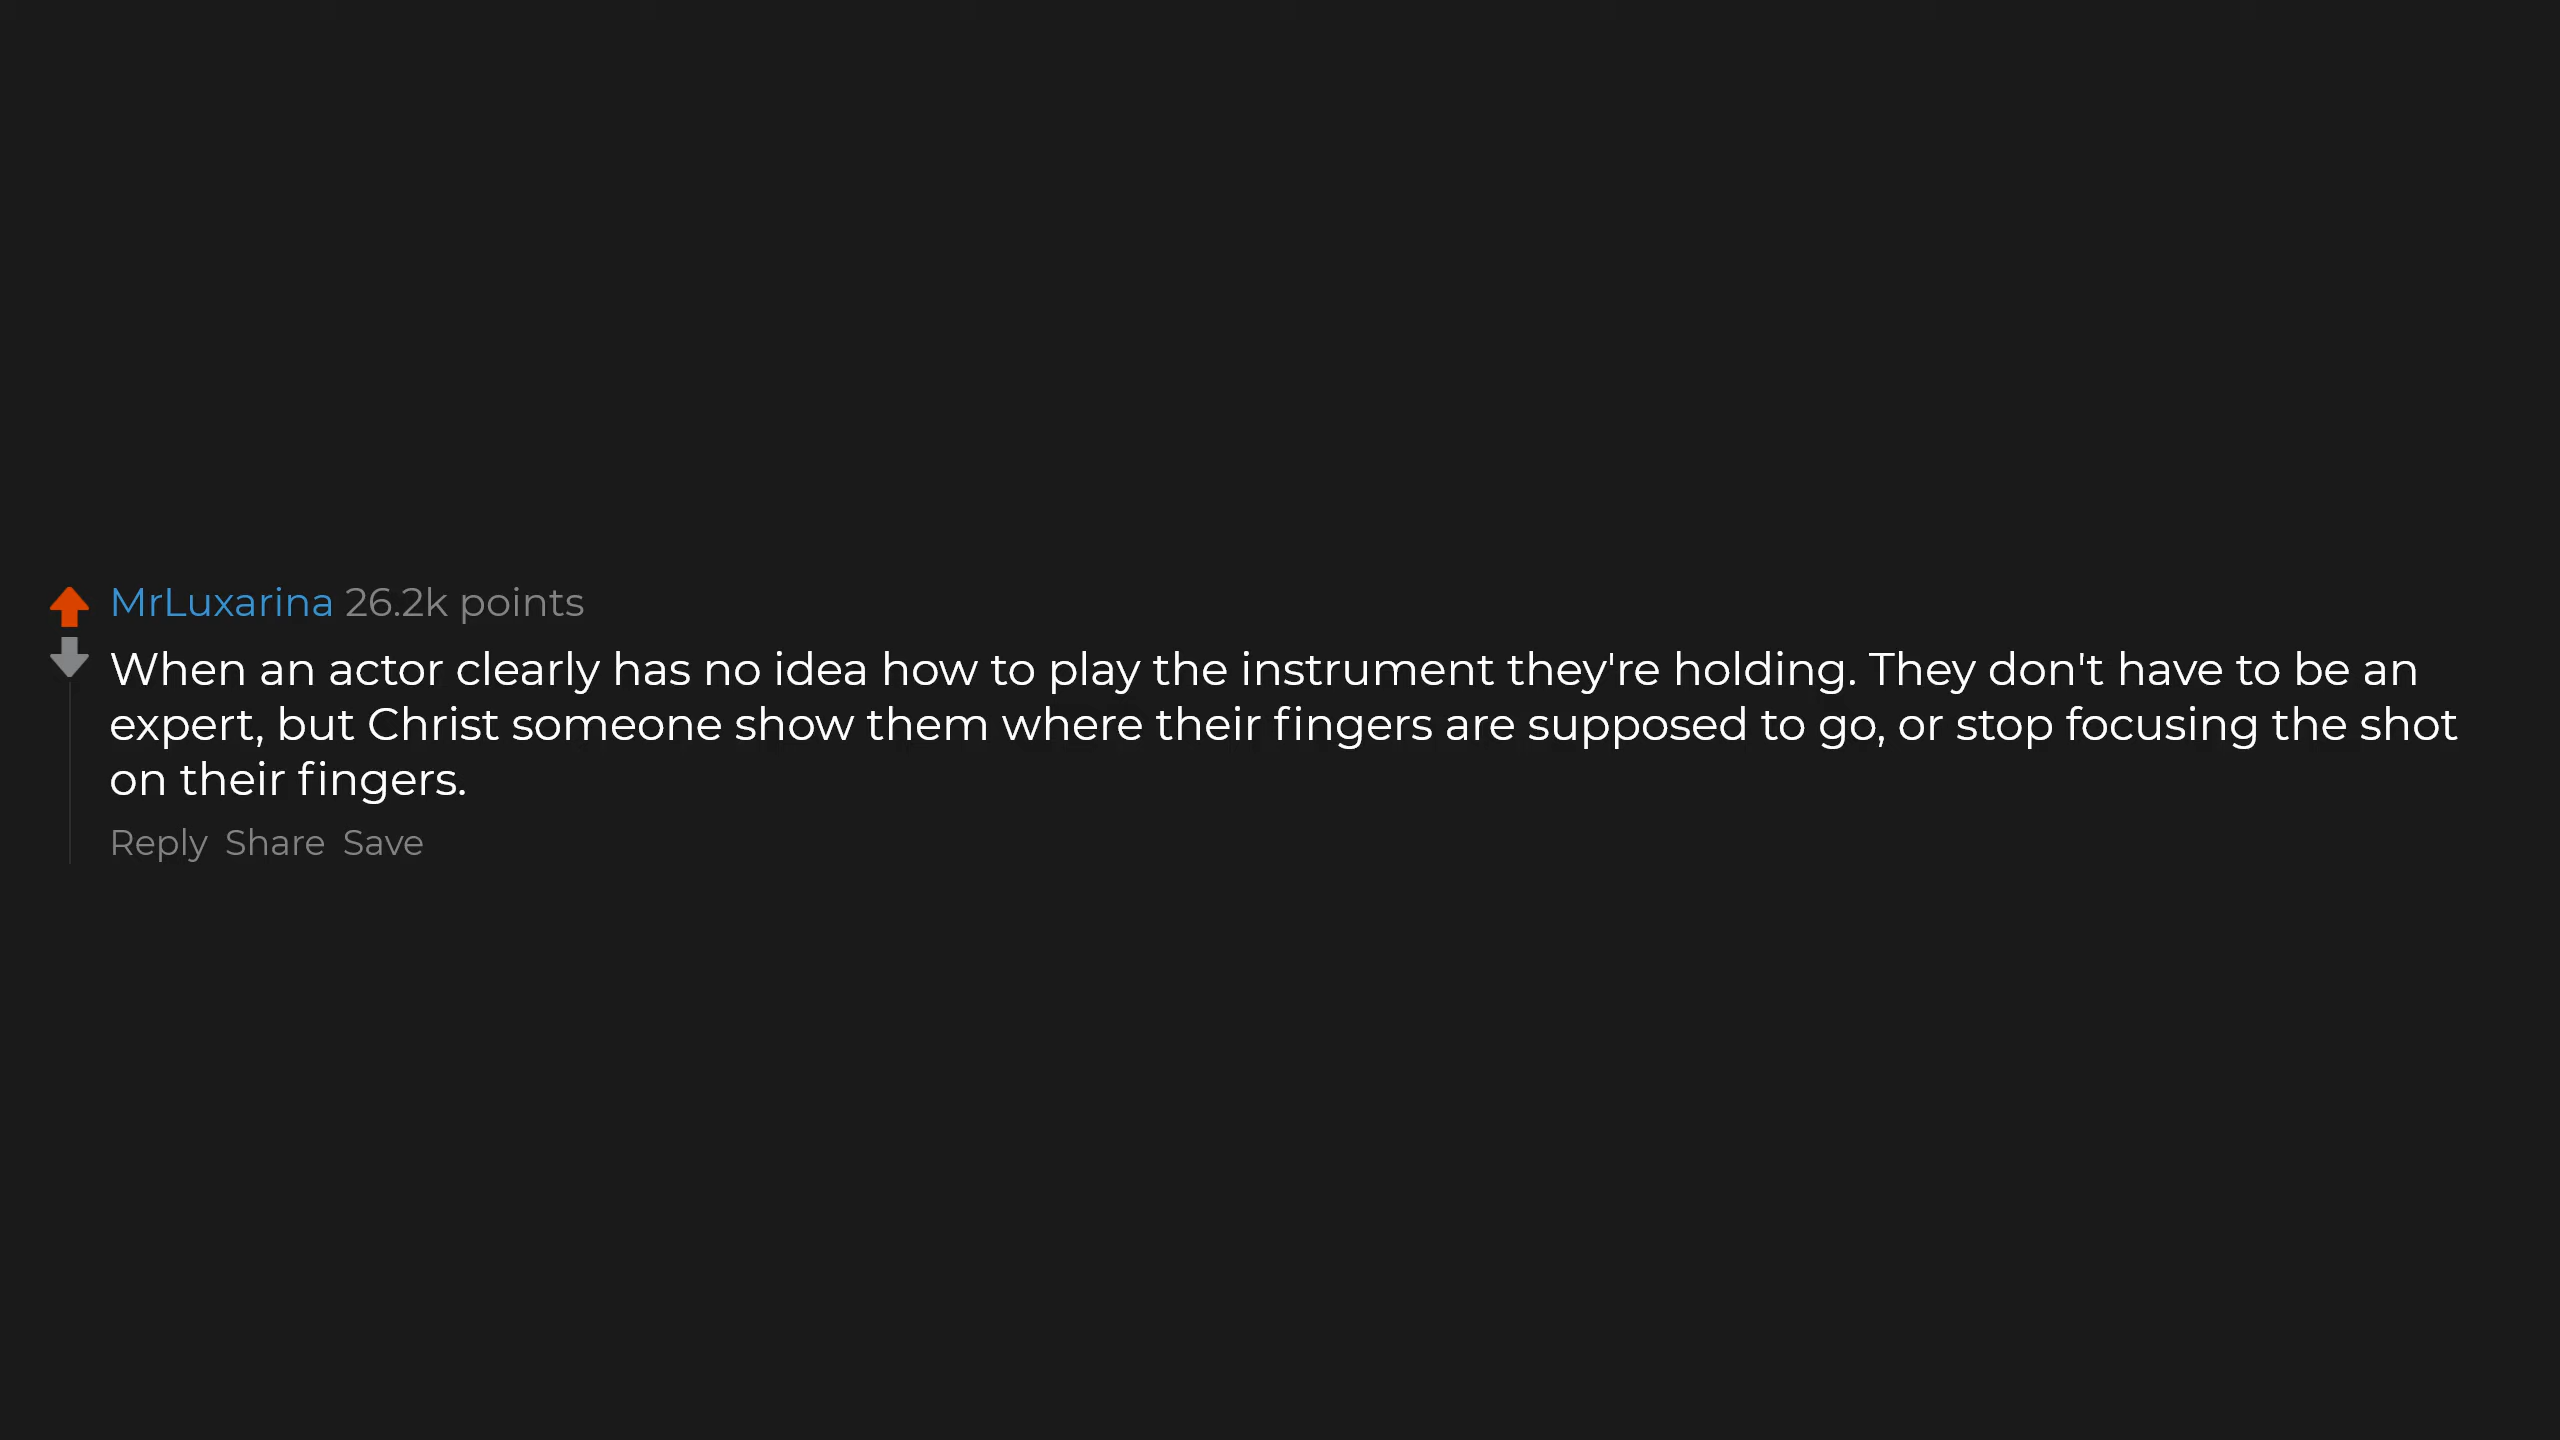 MrLuxarina 26.2k points
When an actor clearly has no idea how to play the instrument they're holding. They don't have to be an
expert, but Christ someone show them where their fingers are supposed to go, or stop focusing the shot
on their fingers.
Reply Share Save